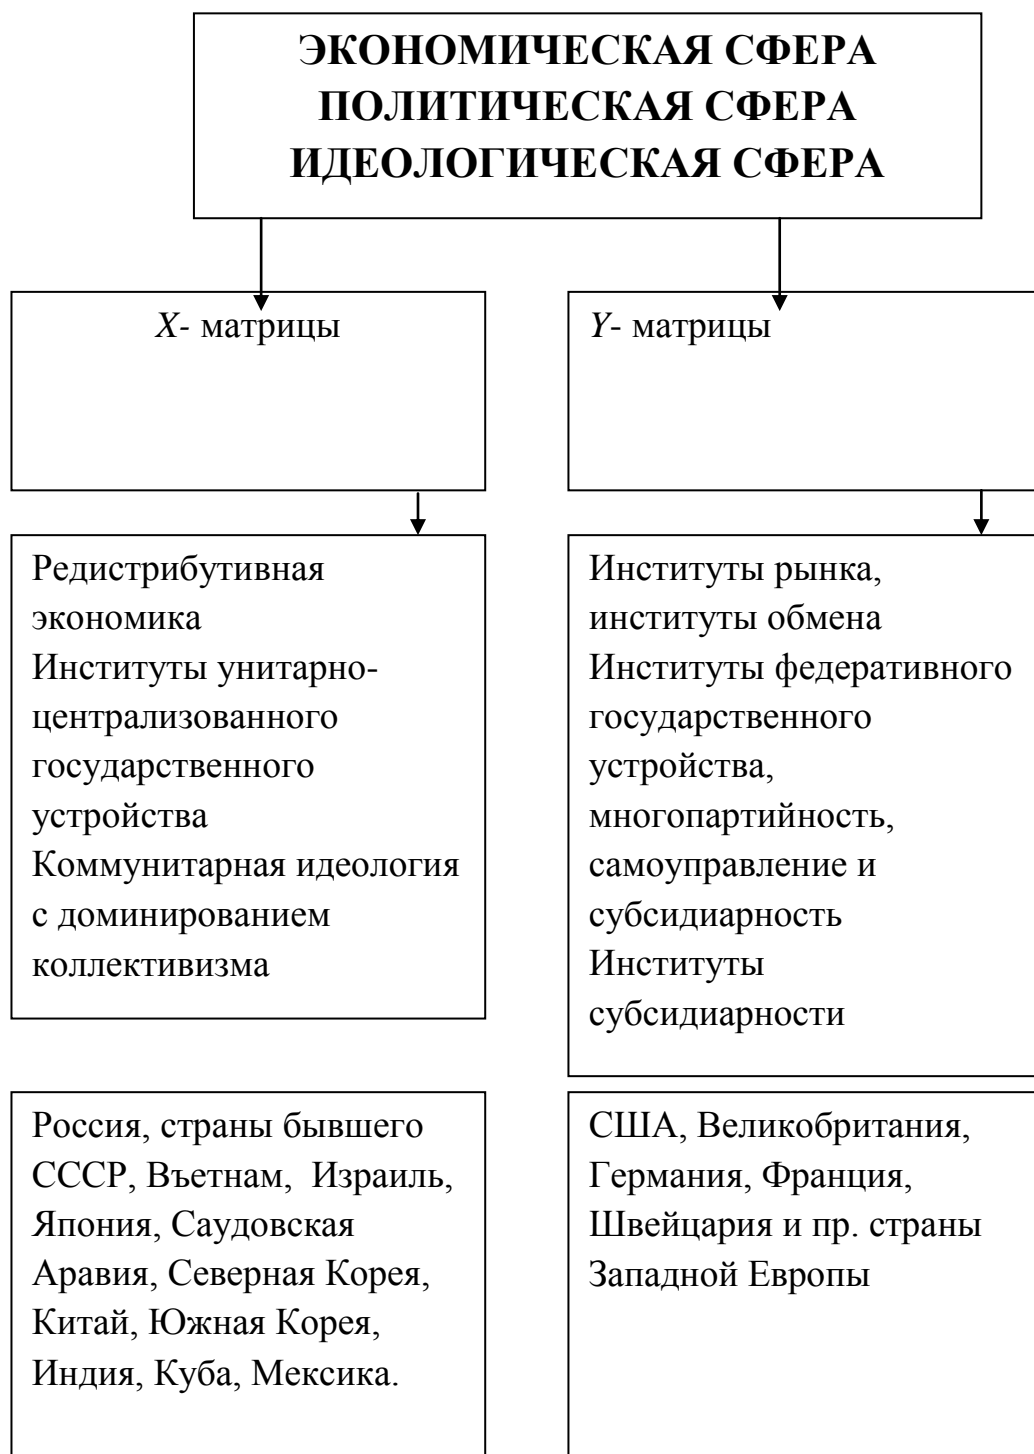 ЭКОНОМИЧЕСКАЯ СФЕРА
ПОЛИТИЧЕСКАЯ СФЕРА
ИДЕОЛОГИЧЕСКАЯ СФЕРА
X- матрицы
Y- матрицы
Редистрибутивная
экономика
Институты унитарно-
централизованного
государственного
устройства
Коммунитарная идеология
с доминированием
коллективизма
Институты рынка,
институты обмена
Институты федеративного
государственного
устройства,
многопартийность,
самоуправление и
субсидиарность
Институты
субсидиарности
Россия, страны бывшего
СССР, Въетнам, Израиль,
Япония, Саудовская
Аравия, Северная Корея,
Китай, Южная Корея,
Индия, Куба, Мексика.
США, Великобритания,
Германия, Франция,
Швейцария и пр. страны
Западной Европы